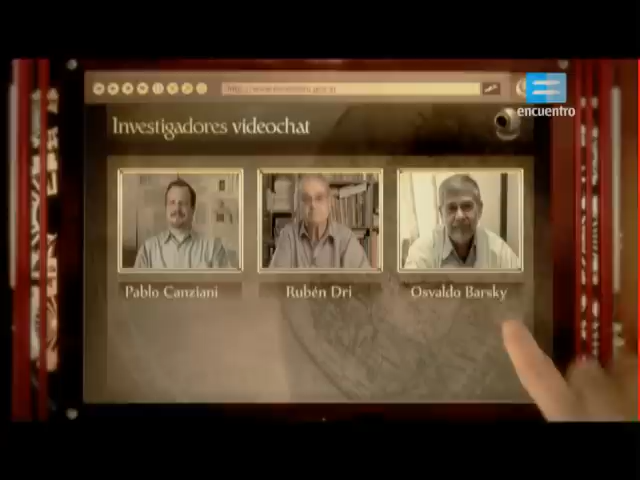 encuentro
Investigadores videochat
Pablo Canziani
Rubén Dri
Osvaldo Barsky